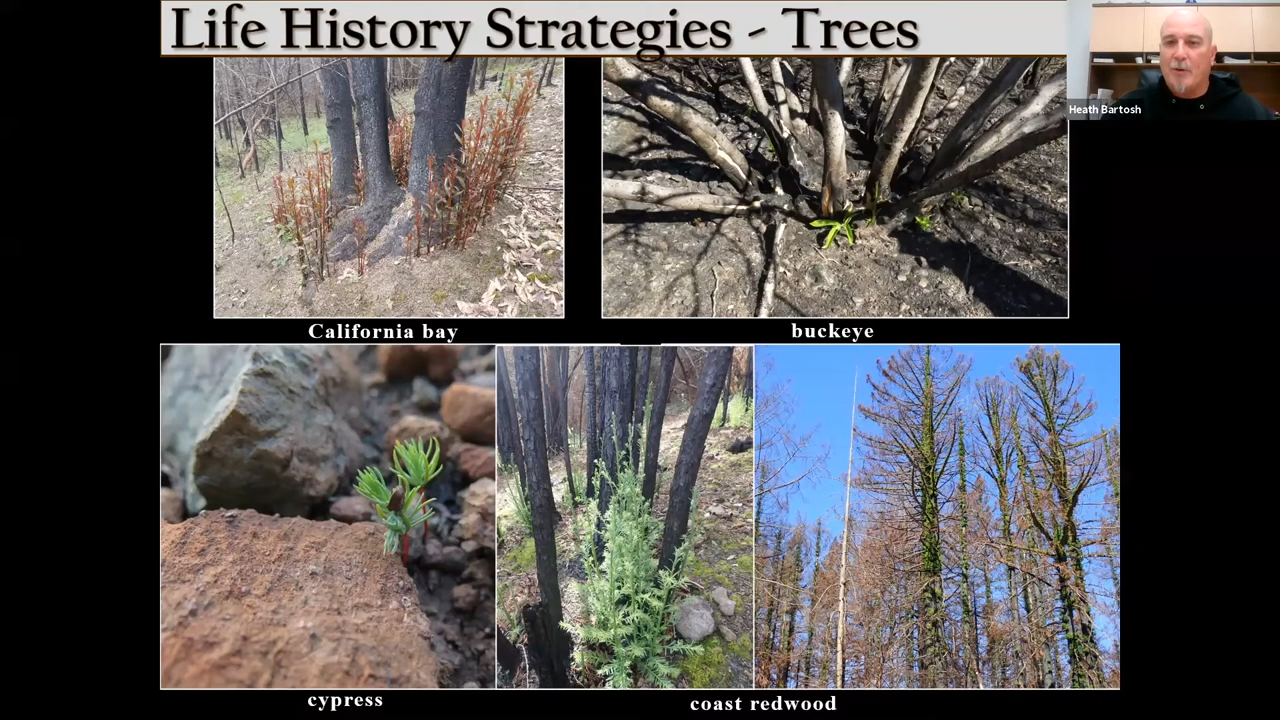 Life History Strategies - Trees
Heath Bartosh
California bay
buckeye
cypress
coast redwood